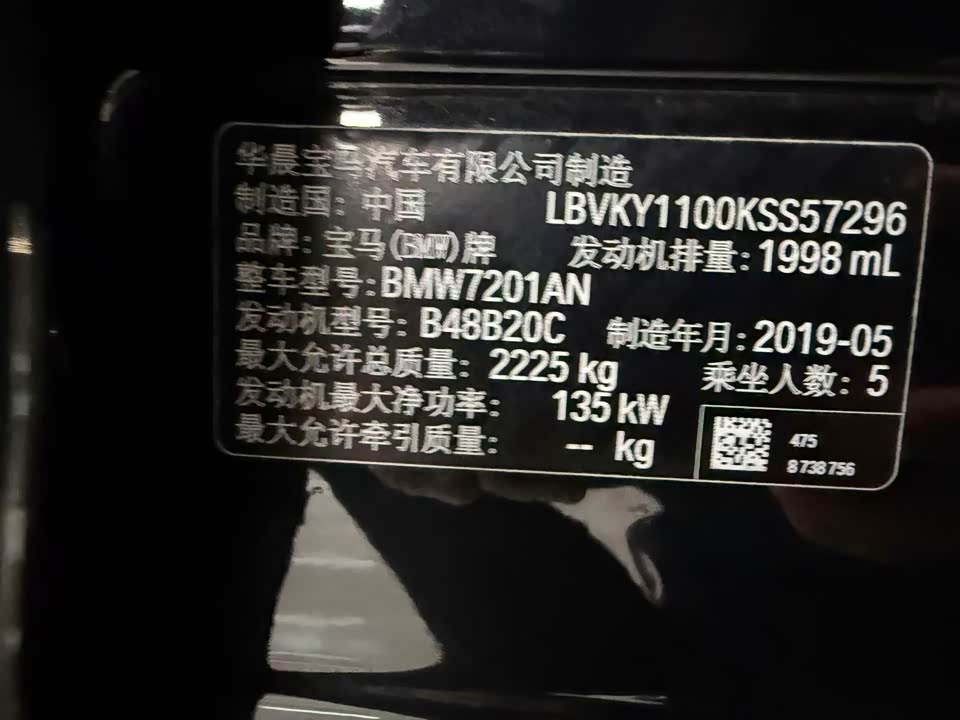 华晨宝马汽车有限公司制造
制造国：中国 LBVKY1100KSS57296
品牌：宝马(BMW)牌 发动机排量：1998 mL
整车型号：BMW7201AN
发动机型号：B48B20C 制造年月：2019-05
最大允许总质量：2225 kg 乘坐人数：5
发动机最大净功率：135 kW
最大允许牵引质量：-- kg
475
8738756